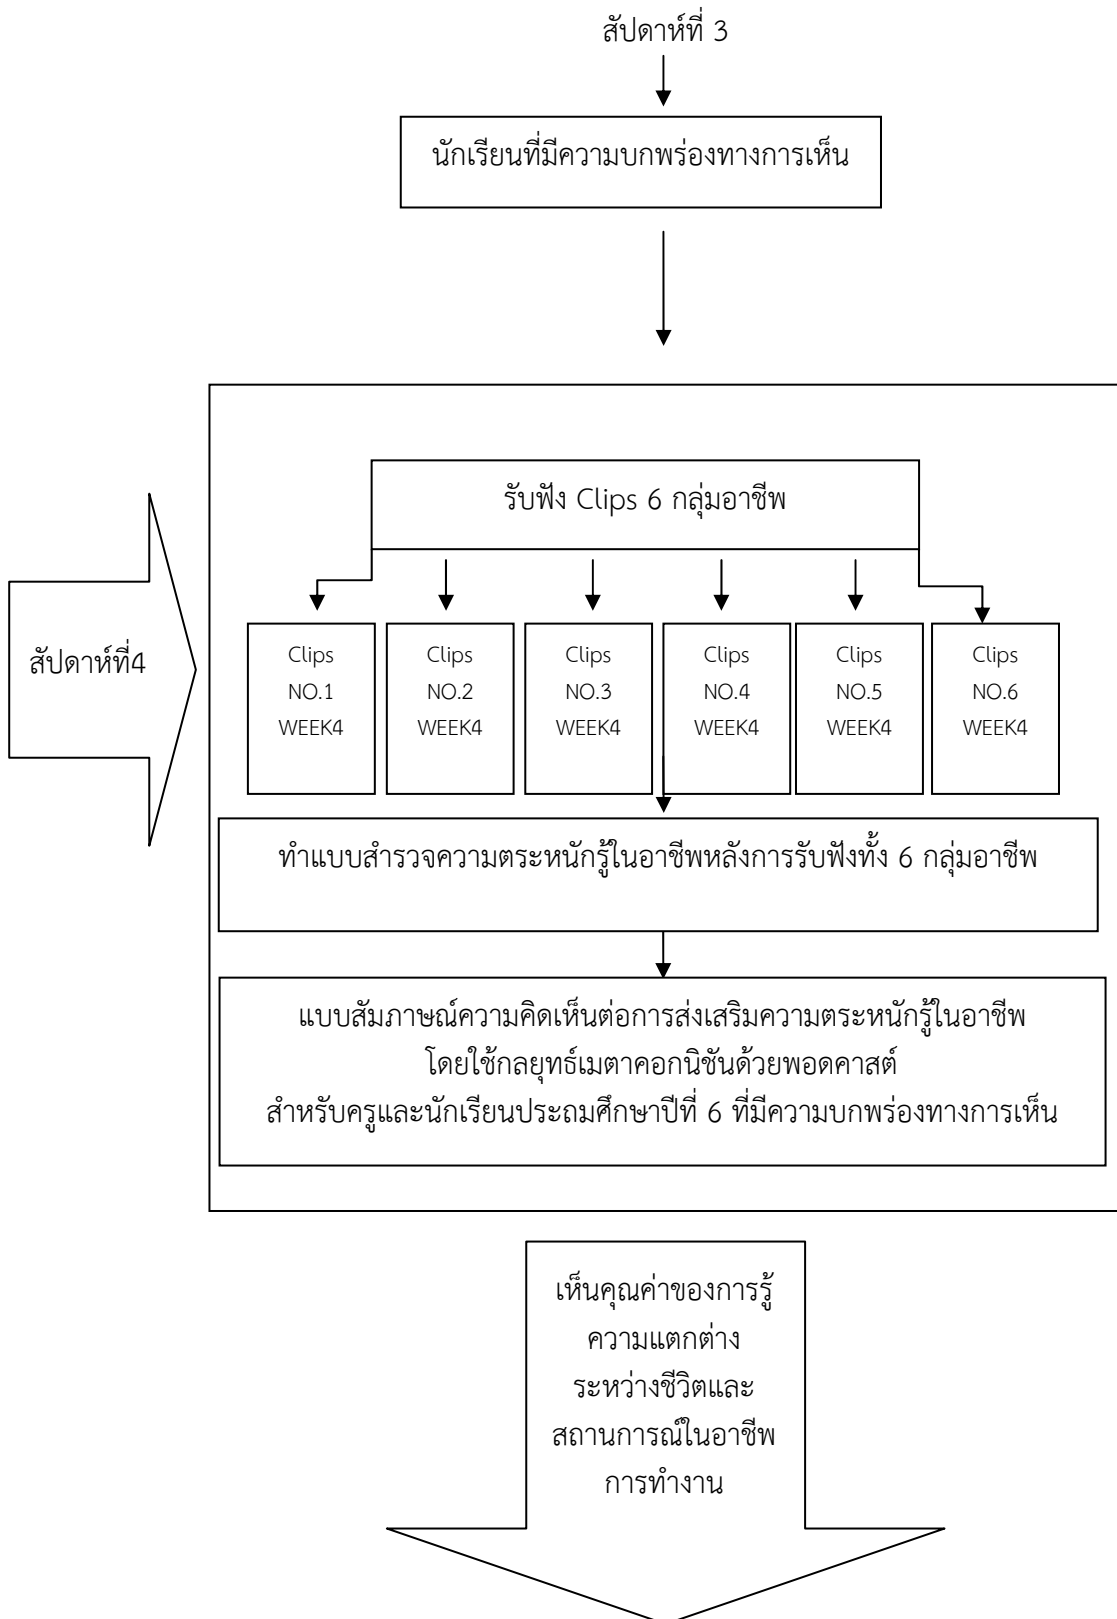 สัปดาห์ที่ 3
นักเรียนที่มีความบกพร่องทางการเห็น
รับฟัง Clips 6 กลุ่มอาชีพ
สัปดาห์ที่4
Clips
NO.1
WEEK4
Clips
NO.2
WEEK4
Clips
NO.3
WEEK4
Clips
NO.4
WEEK4
Clips
NO.5
WEEK4
Clips
NO.6
WEEK4
ทำแบบสำรวจความตระหนักรู้ในอาชีพหลังการรับฟังทั้ง 6 กลุ่มอาชีพ
แบบสัมภาษณ์ความคิดเห็นต่อการส่งเสริมความตระหนักรู้ในอาชีพ
โดยใช้กลยุทธ์เมตาคอกนิชันด้วยพอดคาสต์
สำหรับครูและนักเรียนประถมศึกษาปีที่ 6 ที่มีความบกพร่องทางการเห็น
เห็นคุณค่าของการรู้
ความแตกต่าง
ระหว่างชีวิตและ
สถานการณ์ในอาชีพ
การทำงาน